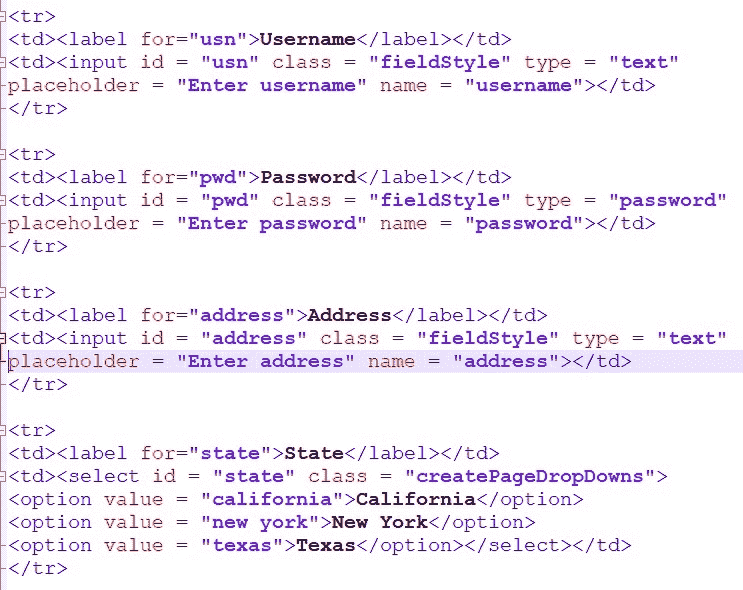 <tr>
<td><label for="usn">Username</label></td>
<td><input id = "usn" class = "fieldStyle" type = "text"
placeholder = "Enter username" name = "username"></td>
</tr>
<tr>
<td><label for="pwd">Password</label></td>
<td><input id = "pwd" class = "fieldStyle" type = "password"
placeholder = "Enter password" name = "password"></td>
</tr>
<tr>
<td><label for="address">Address</label></td>
<td><input id = "address" class = "fieldStyle" type = "text"
placeholder = "Enter address" name = "address"></td>
</tr>
<tr>
<td><label for="state">State</label></td>
<td><select id = "state" class = "createPageDropDowns">
<option value = "california">California</option>
<option value = "new york">New York</option>
<option value = "texas">Texas</option></select></td>
</tr>